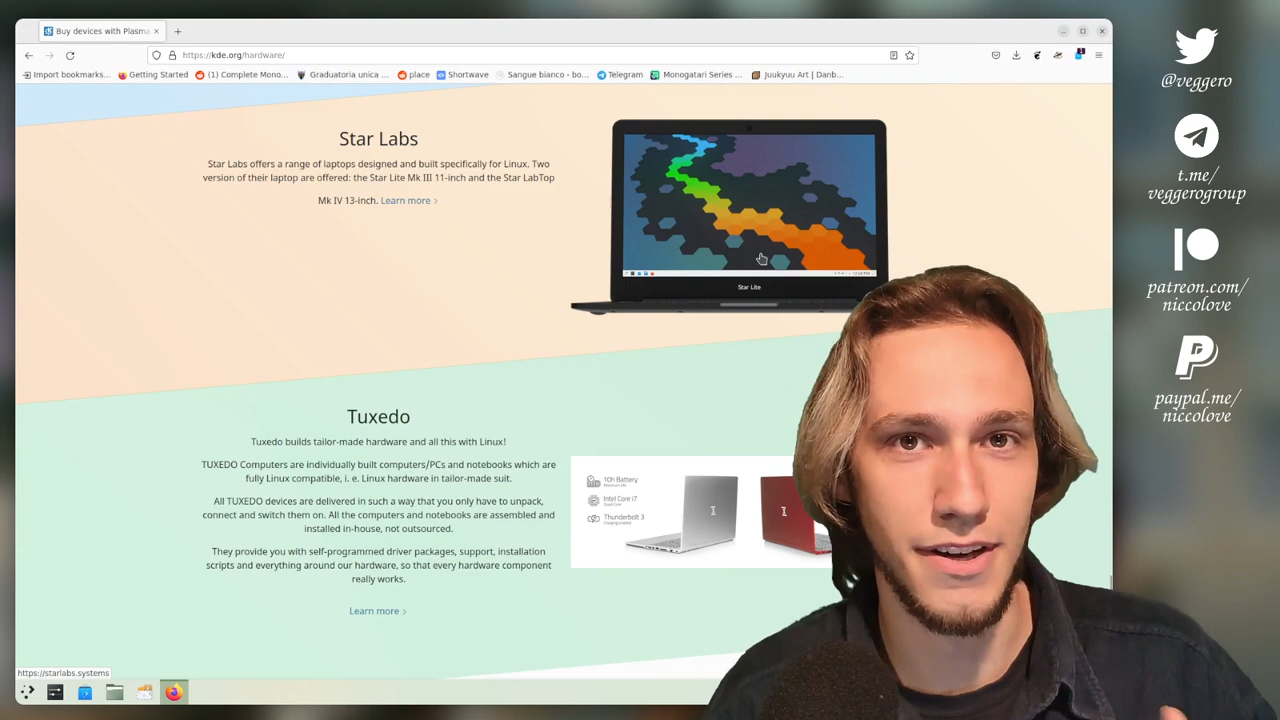 Buy devices with Plasma
https://kde.org/hardware/
Import bookmarks...
Getting Started
(1) Complete Mono...
Graduatoria unica ...
place
Shortwave
Sangue bianco - bo...
Telegram
Monogatari Series ...
Juukyuu Art | Danb...
Star Labs
Star Labs offers a range of laptops designed and built specifically for Linux. Two
version of their laptop are offered: the Star Lite Mk III 11-inch and the Star LabTop
Mk IV 13-inch. Learn more >
Star Lite
Tuxedo
Tuxedo builds tailor-made hardware and all this with Linux!
TUXEDO Computers are individually built computers/PCs and notebooks which are
fully Linux compatible, i. e. Linux hardware in tailor-made suit.
All TUXEDO devices are delivered in such a way that you only have to unpack,
connect and switch them on. All the computers and notebooks are assembled and
installed in-house, not outsourced.
They provide you with self-programmed driver packages, support, installation
scripts and everything around our hardware, so that every hardware component
really works.
Learn more >
10h Battery
Intel Core i7
Thunderbolt 3
https://starlabs.systems
@veggero
t.me/
veggerogroup
patreon.com/
niccolove
paypal.me/
niccolove